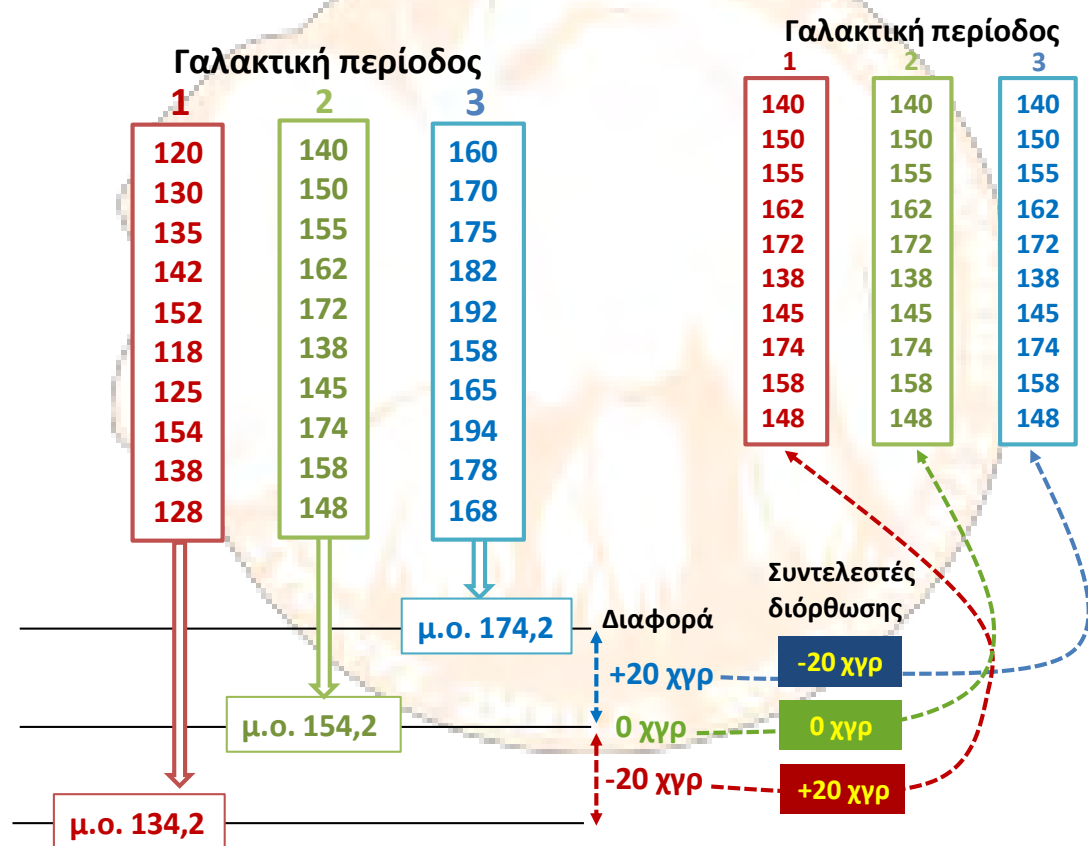 Γαλακτική περίοδος
1 2 3
120 140 160
130 150 170
135 155 175
142 162 182
152 172 192
118 138 158
125 145 165
154 174 194
138 158 178
128 148 168
μ.ο. 174,2
μ.ο. 154,2
μ.ο. 134,2
Διαφορά
+20 χγρ
0 χγρ
-20 χγρ
Συντελεστές
διόρθωσης
-20 χγρ
0 χγρ
+20 χγρ
Γαλακτική περίοδος
1 2 3
140 140 140
150 150 150
155 155 155
162 162 162
172 172 172
138 138 138
145 145 145
174 174 174
158 158 158
148 148 148